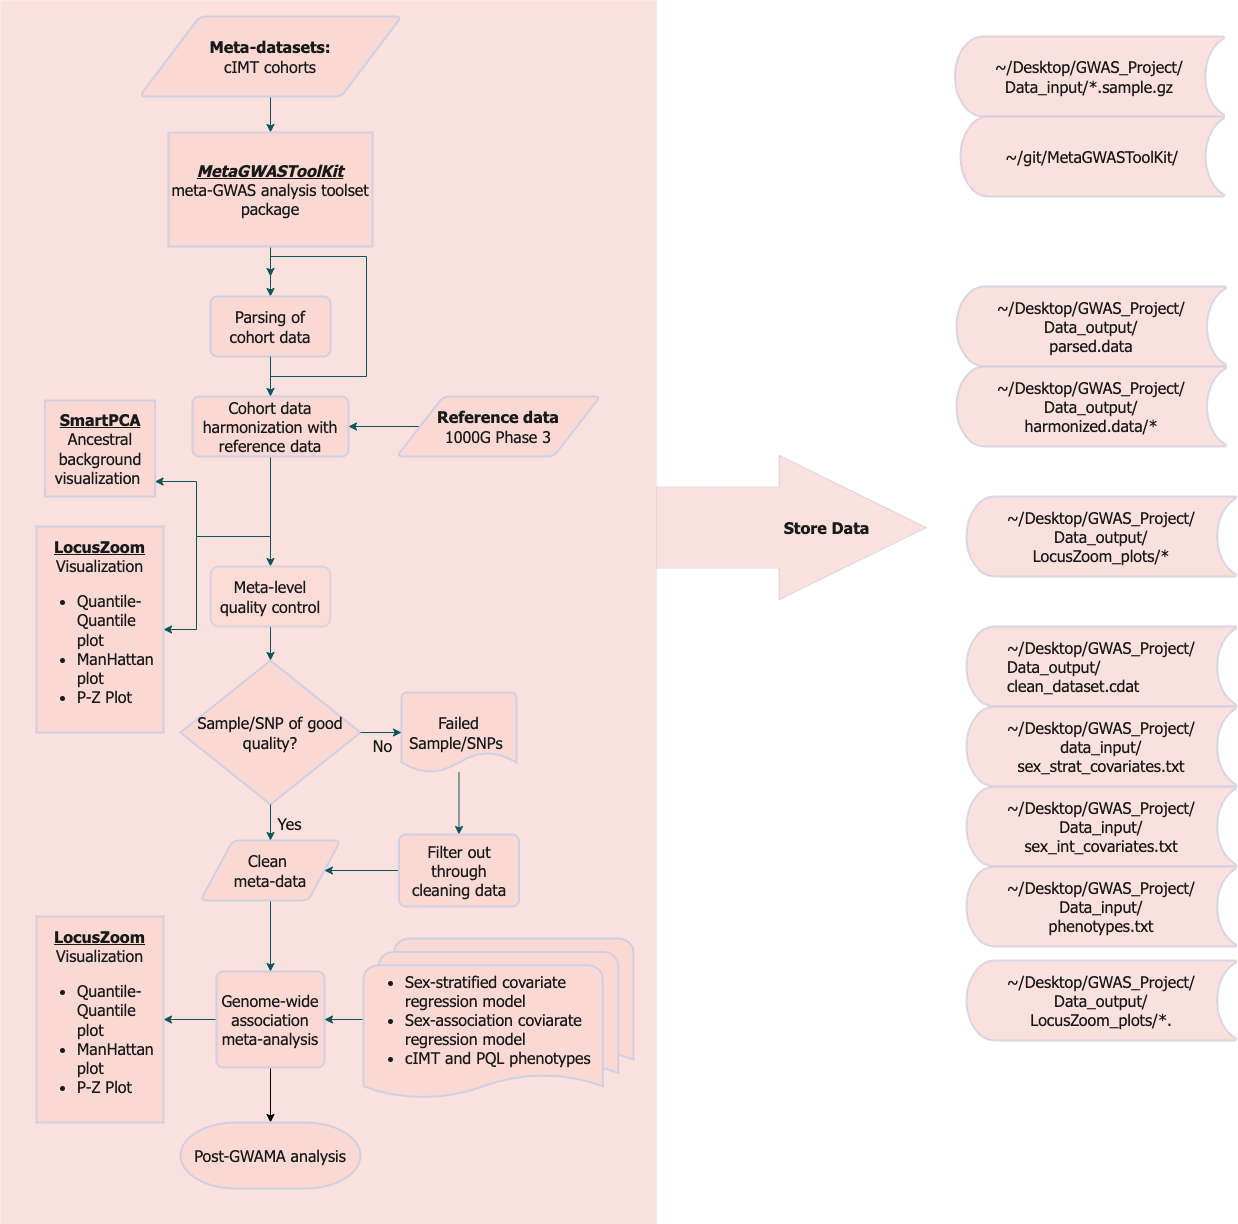 Meta-datasets:
cIMT cohorts
MetaGWASToolKit
meta-GWAS analysis toolset
package
Parsing of
cohort data
Cohort data
harmonization with
reference data
Reference data
1000G Phase 3
SmartPCA
Ancestral
background
visualization
LocusZoom
Visualization
• Quantile-
Quantile
plot
• ManHattan
plot
• P-Z Plot
Meta-level
quality control
Sample/SNP of good
quality?
No
Failed
Sample/SNPs
Yes
Clean
meta-data
Filter out
through
cleaning data
LocusZoom
Visualization
• Quantile-
Quantile
plot
• ManHattan
plot
• P-Z Plot
Genome-wide
association
meta-analysis
• Sex-stratified covariate
regression model
• Sex-association coviarate
regression model
• cIMT and PQL phenotypes
Post-GWAMA analysis
Store Data
~/Desktop/GWAS_Project/
Data_input/*.sample.gz
~/git/MetaGWASToolKit/
~/Desktop/GWAS_Project/
Data_output/
parsed.data
~/Desktop/GWAS_Project/
Data_output/
harmonized.data/*
~/Desktop/GWAS_Project/
Data_output/
LocusZoom_plots/*
~/Desktop/GWAS_Project/
Data_output/
clean_dataset.cdat
~/Desktop/GWAS_Project/
data_input/
sex_strat_covariates.txt
~/Desktop/GWAS_Project/
Data_input/
sex_int_covariates.txt
~/Desktop/GWAS_Project/
Data_input/
phenotypes.txt
~/Desktop/GWAS_Project/
Data_output/
LocusZoom_plots/*.